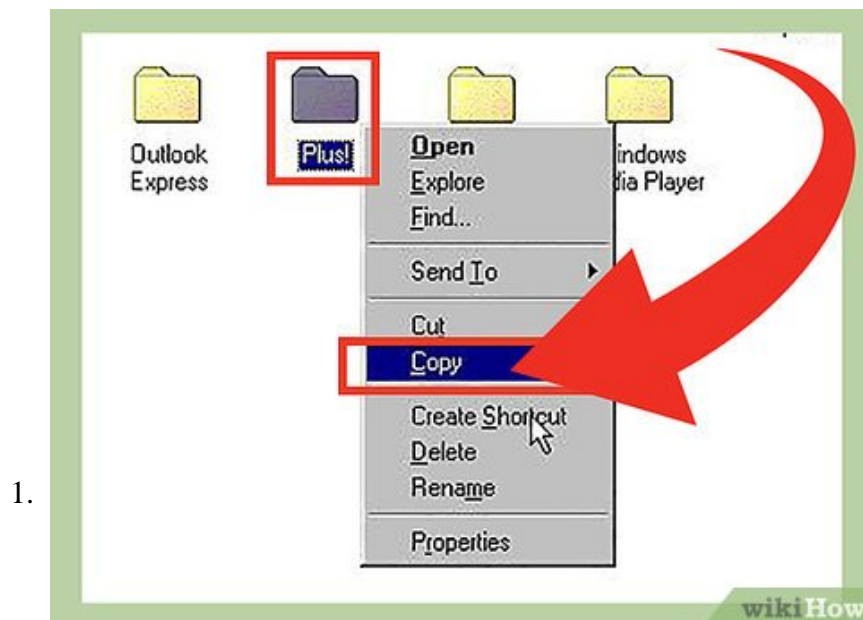 Outlook
Express
Plus!
indows
dia Player
Open
Explore
Find...
Send To
Cut
Copy
Create Shortcut
Delete
Rename
Properties
1.
wikiHow